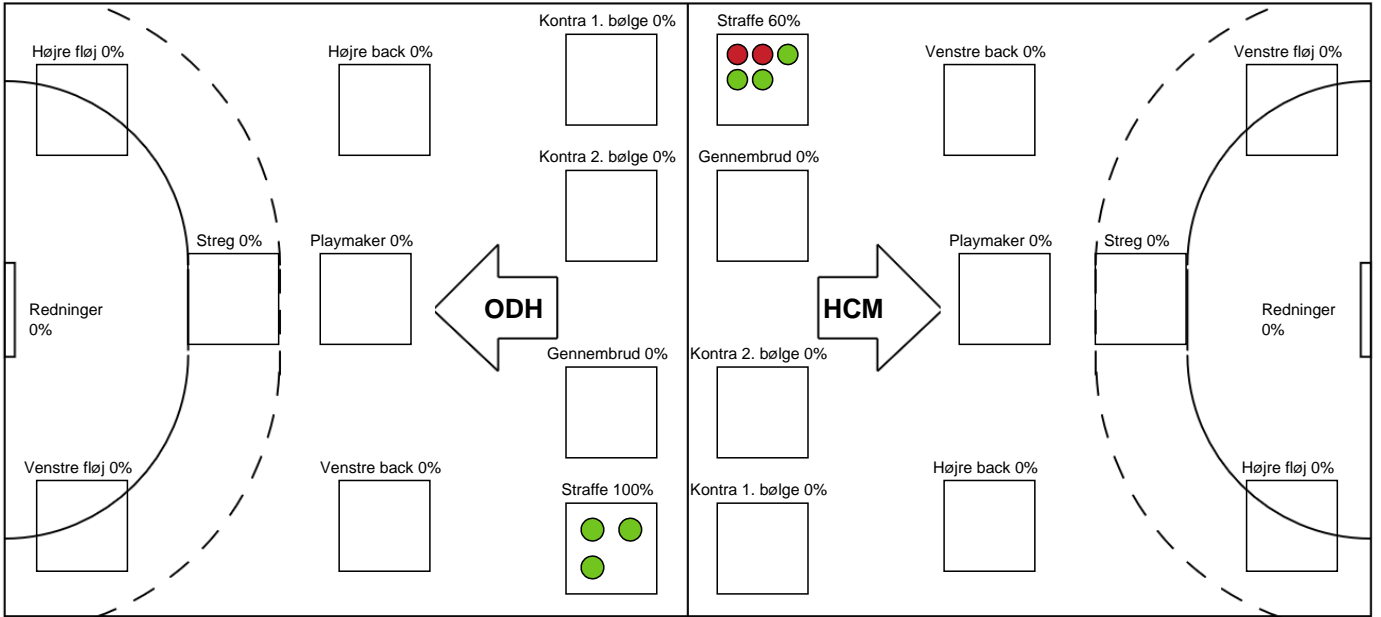 Kontra 1. bølge 0%
Straffe 60%
Højre fløj 0%
Højre back 0%
Venstre back 0%
Venstre fløj 0%
Kontra 2. bølge 0%
Gennembrud 0%
Streg 0%
Playmaker 0%
Playmaker 0%
Streg 0%
Redninger
0%
ODH
HCM
Redninger
0%
Gennembrud 0%
Kontra 2. bølge 0%
Venstre fløj 0%
Venstre back 0%
Højre back 0%
Højre fløj 0%
Straffe 100%
Kontra 1. bølge 0%